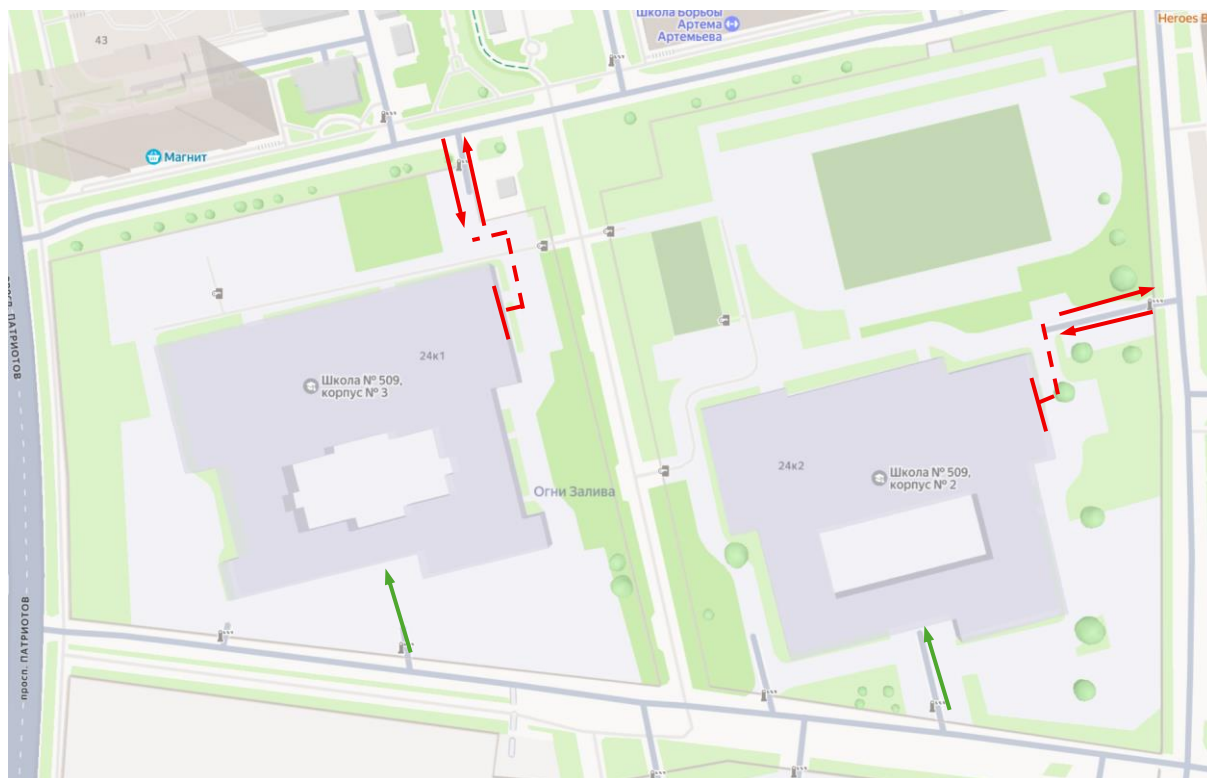 Школа Борьбы
Артема
Артемьева
Heroes B
43
Магнит
просп. ПАТРИОТОВ
24к1
Школа № 509,
корпус № 3
24к2
Школа № 509,
корпус № 2
Огни Залива
просп. ПАТРИОТОВ